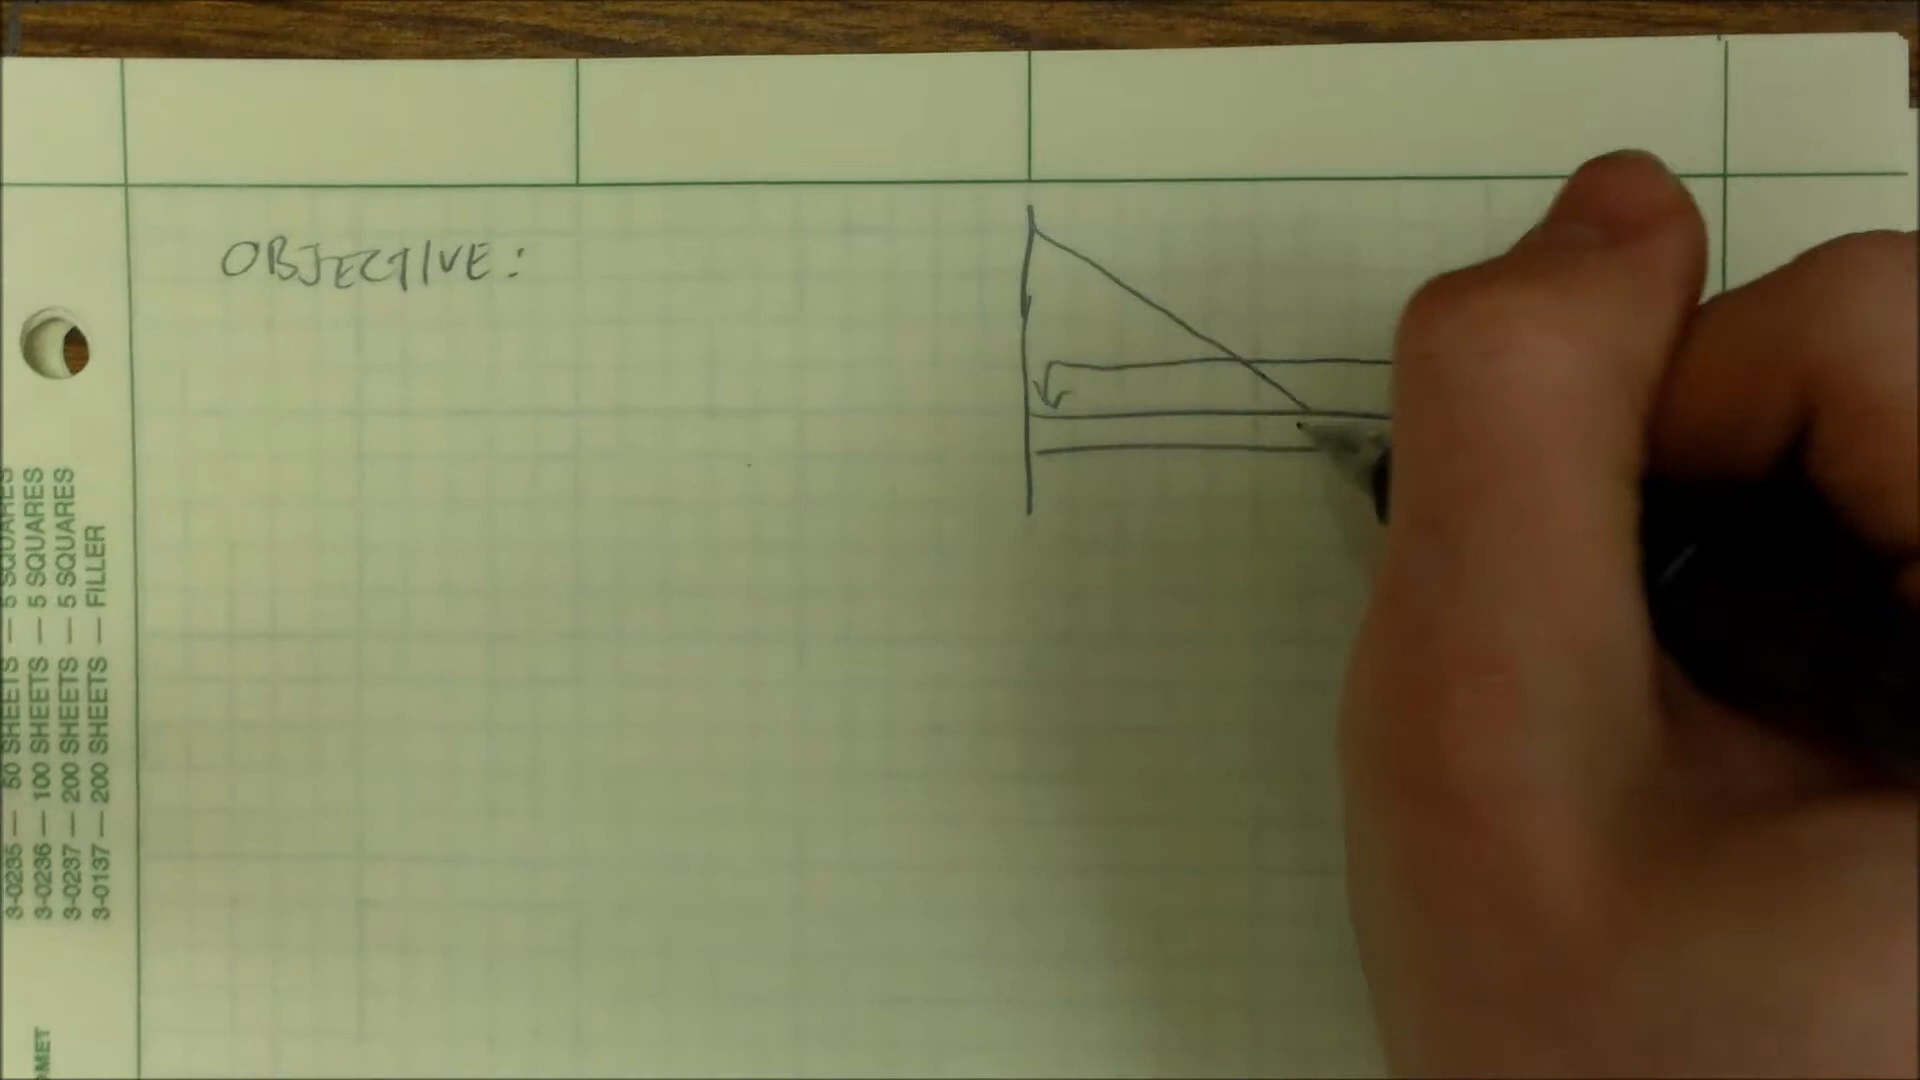 OBJECTIVE:
3-0235 — 50 SHEETS — 5 SQUARES
3-0236 — 100 SHEETS — 5 SQUARES
3-0237 — 200 SHEETS — 5 SQUARES
3-0137 — 200 SHEETS — FILLER